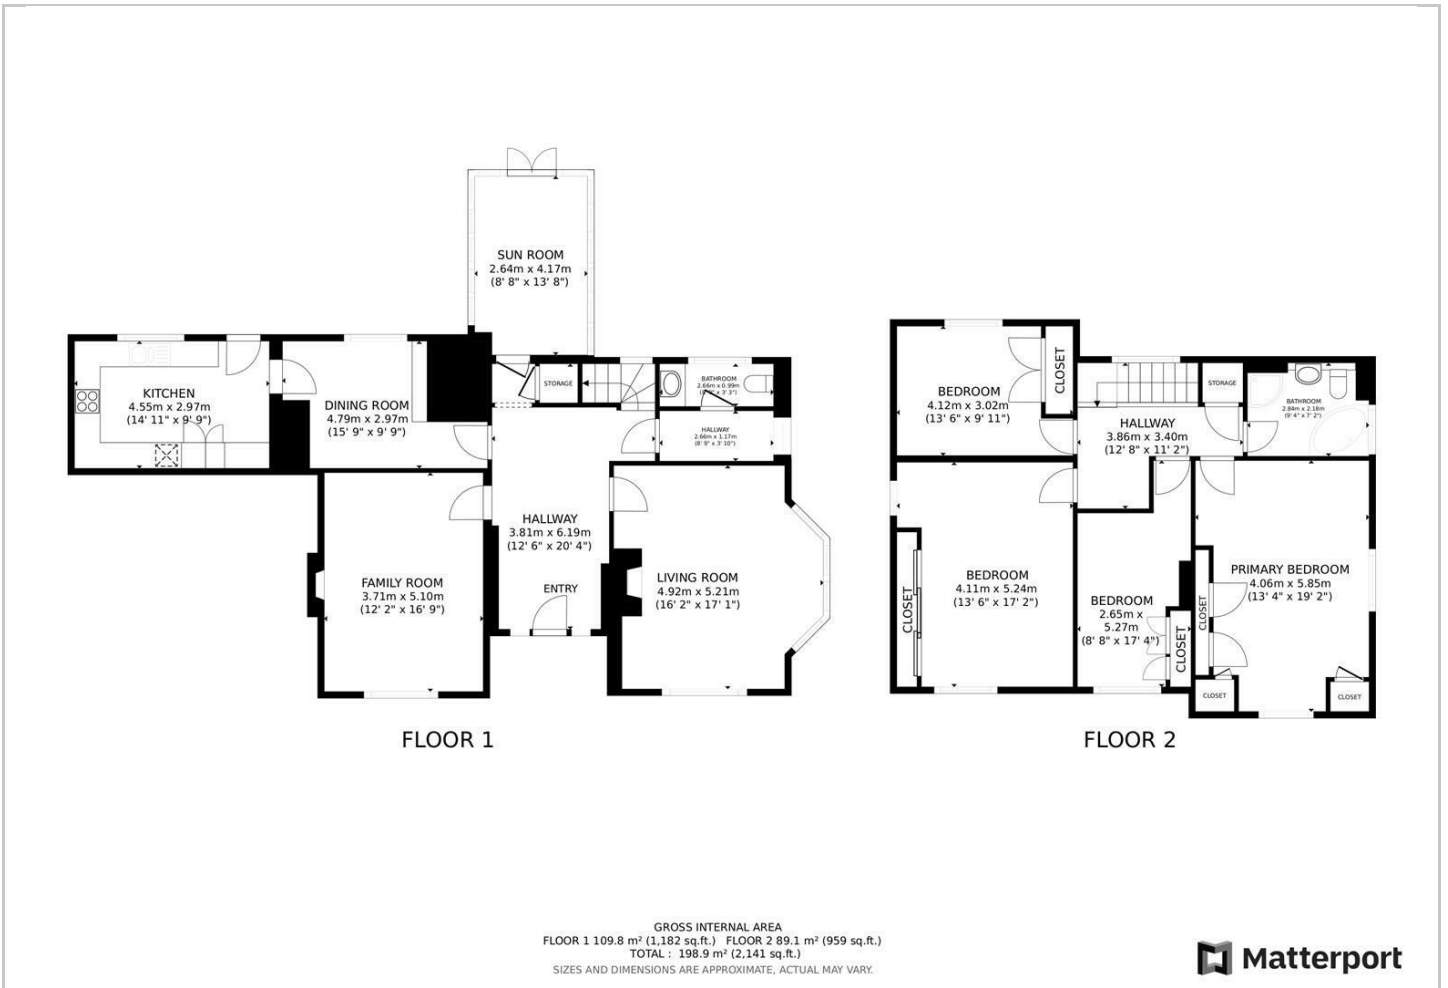 SUN ROOM
2.64m x 4.17m
(8' 8" x 13' 8")
KITCHEN
4.55m x 2.97m
(14' 11" x 9' 9")
DINING ROOM
4.79m x 2.97m
(15' 9" x 9' 9")
STORAGE
BATHROOM
2.66m x 0.99m
3' 3")
HALLWAY
2.66m x 1.17m
(8' 9" x 3' 10")
HALLWAY
3.81m x 6.19m
(12' 6" x 20' 4")
ENTRY
FAMILY ROOM
3.71m x 5.10m
(12' 2" x 16' 9")
LIVING ROOM
4.92m x 5.21m
(16' 2" x 17' 1")
FLOOR 1
BEDROOM
4.12m x 3.02m
(13' 6" x 9' 11")
CLOSET
STORAGE
BATHROOM
2.84m x 2.18m
(9' 4" x 7' 2")
HALLWAY
3.86m x 3.40m
(12' 8" x 11' 2")
BEDROOM
4.11m x 5.24m
(13' 6" x 17' 2")
CLOSET
BEDROOM
2.65m x
5.27m
(8' 8" x 17' 4")
CLOSET
PRIMARY BEDROOM
4.06m x 5.85m
(13' 4" x 19' 2")
CLOSET
CLOSET
CLOSET
FLOOR 2
GROSS INTERNAL AREA
FLOOR 1 109.8 m² (1,182 sq.ft.) FLOOR 2 89.1 m² (959 sq.ft.)
TOTAL : 198.9 m² (2,141 sq.ft.)
SIZES AND DIMENSIONS ARE APPROXIMATE, ACTUAL MAY VARY.
Matterport